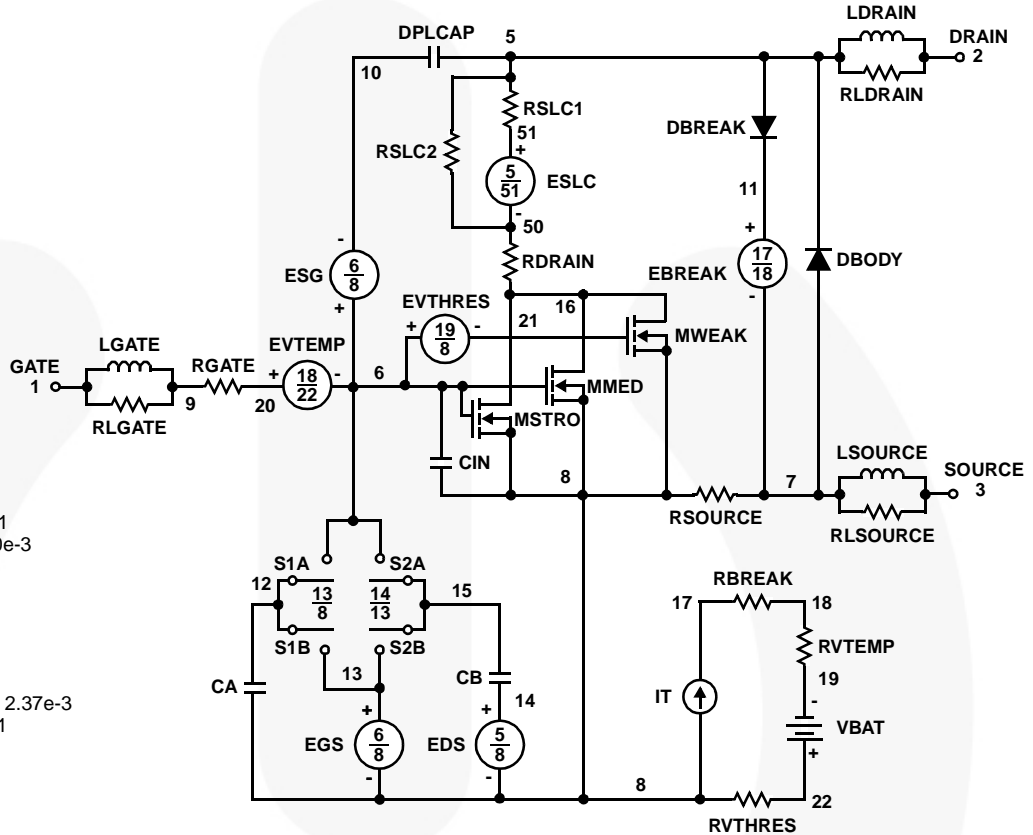 LDRAIN
DPLCAP
5
DRAIN
2
10
RLDRAIN
RSLC1
51
+
DBREAK
RSLC2
5
51
ESLC
11
-
50
+
-
RDRAIN
ESG
6
8
EBREAK
17
18
DBODY
+
EVTHRES
16
-
21
+
19
8
-
MWEAK
LGATE
EVTEMP
GATE
1
RGATE
+
18
22
-
6
MMED
9
20
MSTRO
RLGATE
LSOURCE
CIN
8
7
SOURCE
3
RSOURCE
RLSOURCE
1
0e-3
S1A
S2A
12
13
8
14
13
15
RBREAK
17
18
S1B
S2B
RVTEMP
13
CB
19
CA
14
-
2.37e-3
IT
1
+
+
VBAT
EGS
6
8
EDS
5
8
+
-
-
8
22
RVTHRES